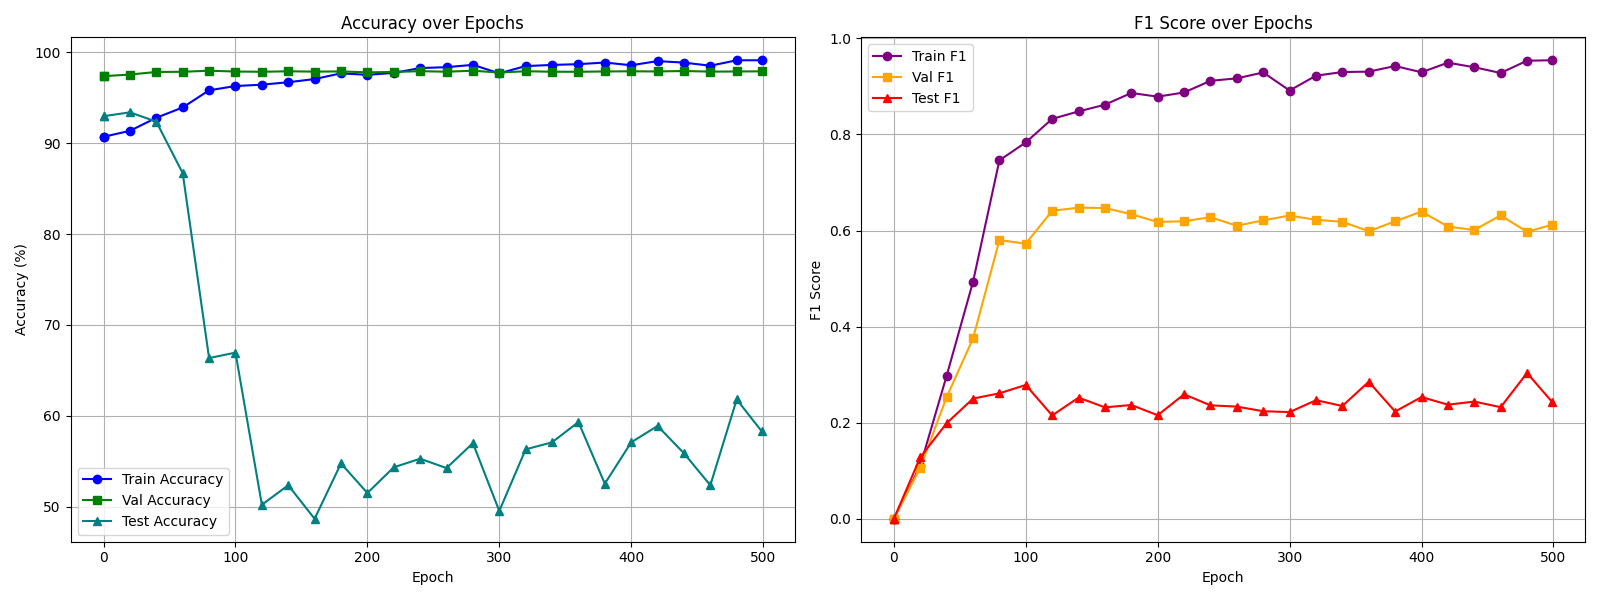 Accuracy over Epochs
Accuracy (%)
100
90
80
70
60
50
Train Accuracy
Val Accuracy
Test Accuracy
0
100
200
300
400
500
Epoch
F1 Score over Epochs
F1 Score
1.0
0.8
0.6
0.4
0.2
0.0
Train F1
Val F1
Test F1
0
100
200
300
400
500
Epoch